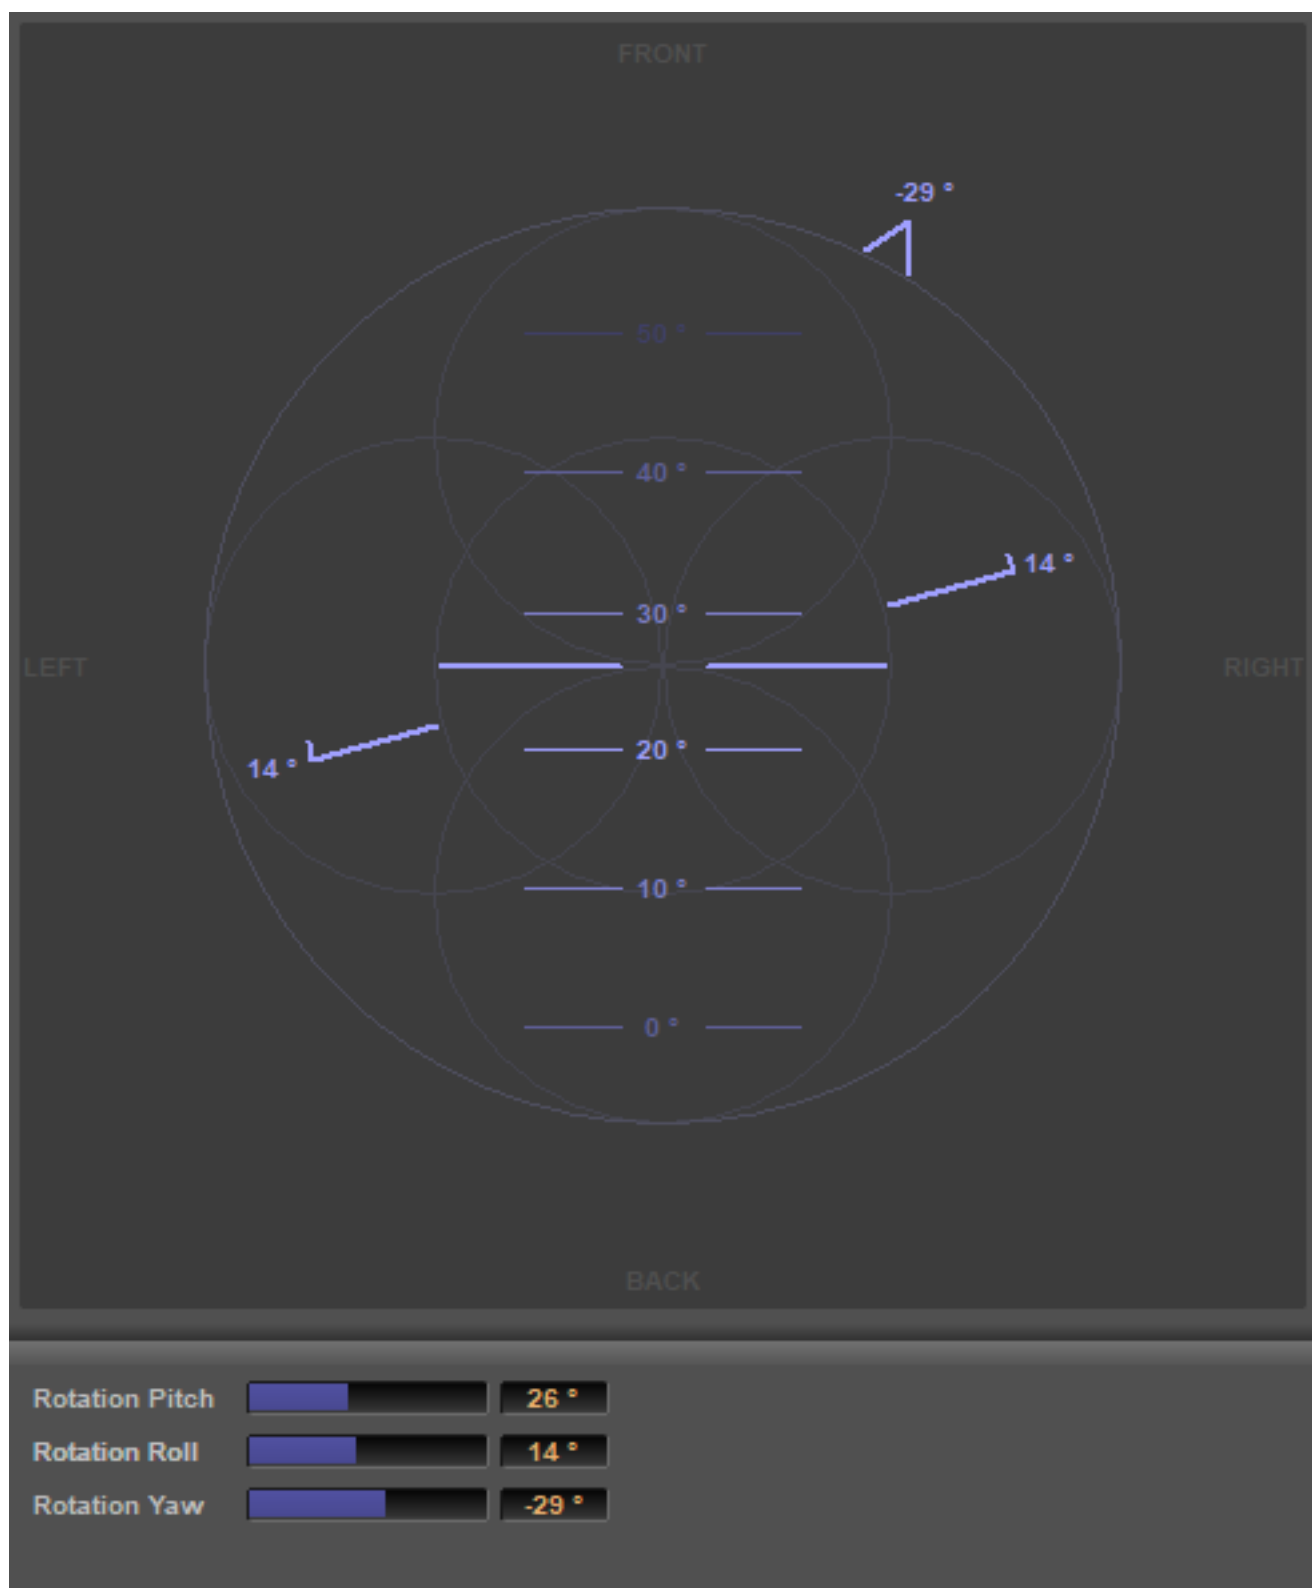 FRONT
-29 °
50 °
40 °
14 °
30 °
LEFT
RIGHT
20 °
14 °
10 °
0 °
BACK
Rotation Pitch 26 °
Rotation Roll 14 °
Rotation Yaw -29 °